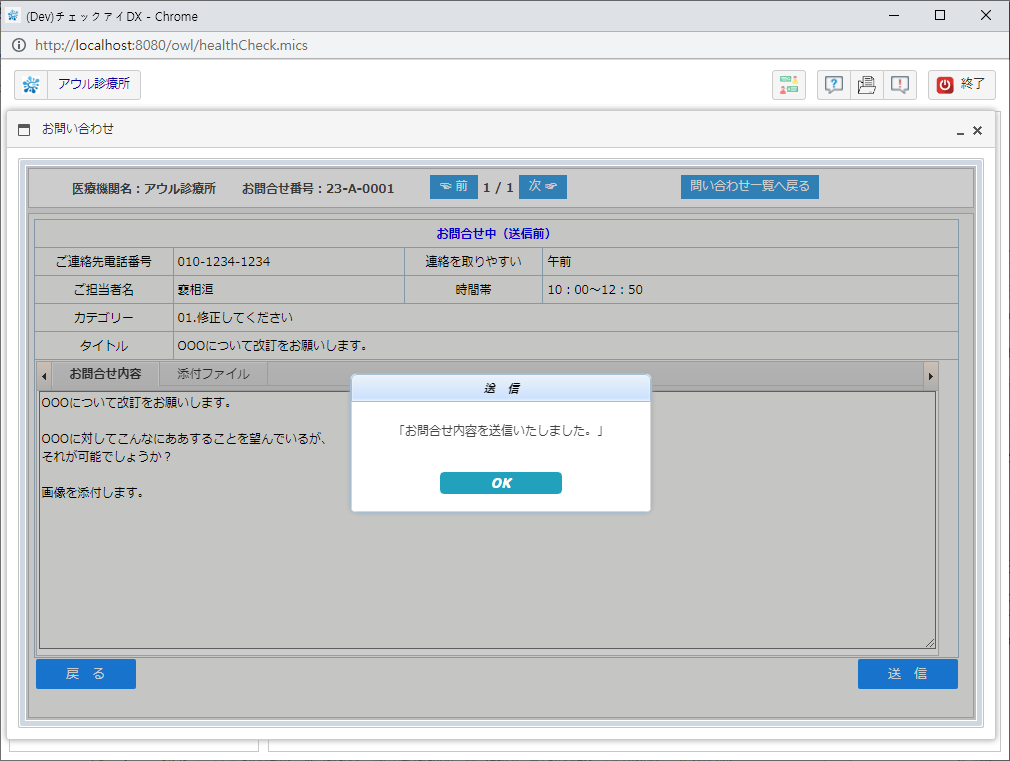 (Dev)チェックアイDX - Chrome
http://localhost:8080/owl/healthCheck.mics
アウル診療所
終了
お問い合わせ
医療機関名：アウル診療所 お問合せ番号：23-A-0001 前 1 / 1 次 問い合わせ一覧へ戻る
お問合せ中（送信前）
ご連絡先電話番号 010-1234-1234 連絡を取りやすい 午前
ご担当者名 裵相洹 時間帯 10：00～12：50
カテゴリー 01.修正してください
タイトル OOOについて改訂をお願いします。
お問合せ内容 添付ファイル
OOOについて改訂をお願いします。
OOOに対してこんなにああすることを望んでいるが、
それが可能でしょうか？
画像を添付します。
送 信
「お問合せ内容を送信いたしました。」
OK
戻 る 送 信